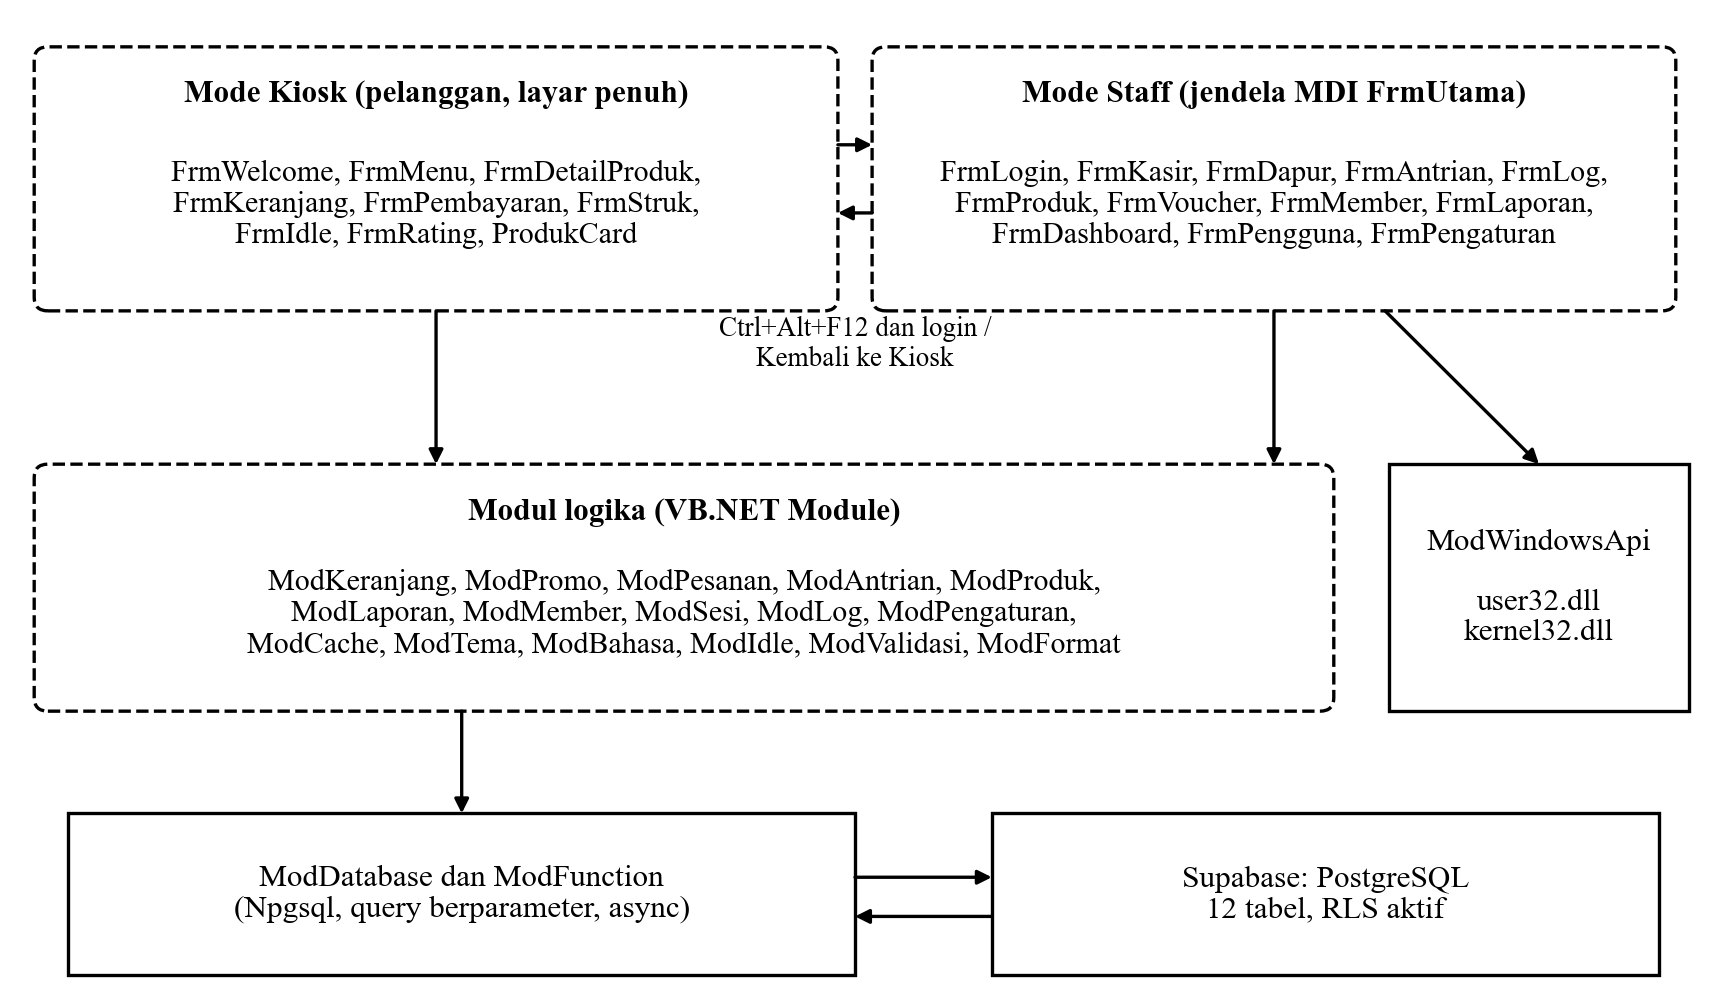 Mode Kiosk (pelanggan, layar penuh)
FrmWelcome, FrmMenu, FrmDetailProduk,
FrmKeranjang, FrmPembayaran, FrmStruk,
FrmIdle, FrmRating, ProdukCard
Mode Staff (jendela MDI FrmUtama)
FrmLogin, FrmKasir, FrmDapur, FrmAntrian, FrmLog,
FrmProduk, FrmVoucher, FrmMember, FrmLaporan,
FrmDashboard, FrmPengguna, FrmPengaturan
Ctrl+Alt+F12 dan login /
Kembali ke Kiosk
Modul logika (VB.NET Module)
ModKeranjang, ModPromo, ModPesanan, ModAntrian, ModProduk,
ModLaporan, ModMember, ModSesi, ModLog, ModPengaturan,
ModCache, ModTema, ModBahasa, ModIdle, ModValidasi, ModFormat
ModWindowsApi
user32.dll
kernel32.dll
ModDatabase dan ModFunction
(Npgsql, query berparameter, async)
Supabase: PostgreSQL
12 tabel, RLS aktif